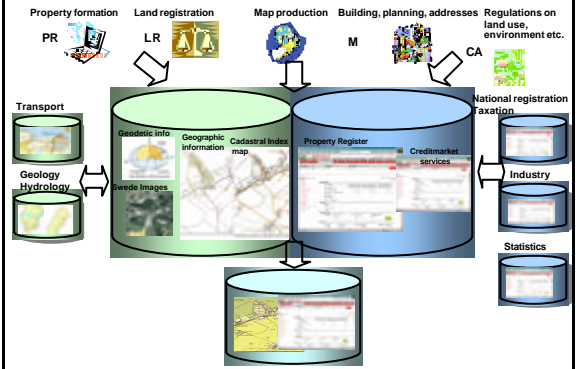 Property formation
PR
Land registration
LR
Map production
M
Building, planning, addresses
CA
Regulations on
land use,
environment etc.
Transport
Geology
Hydrology
Geodetic info
Swede Images
Geographic
information
Cadastral Index
map
Property Register
Creditmarket
services
National registration
Taxation
Industry
Statistics